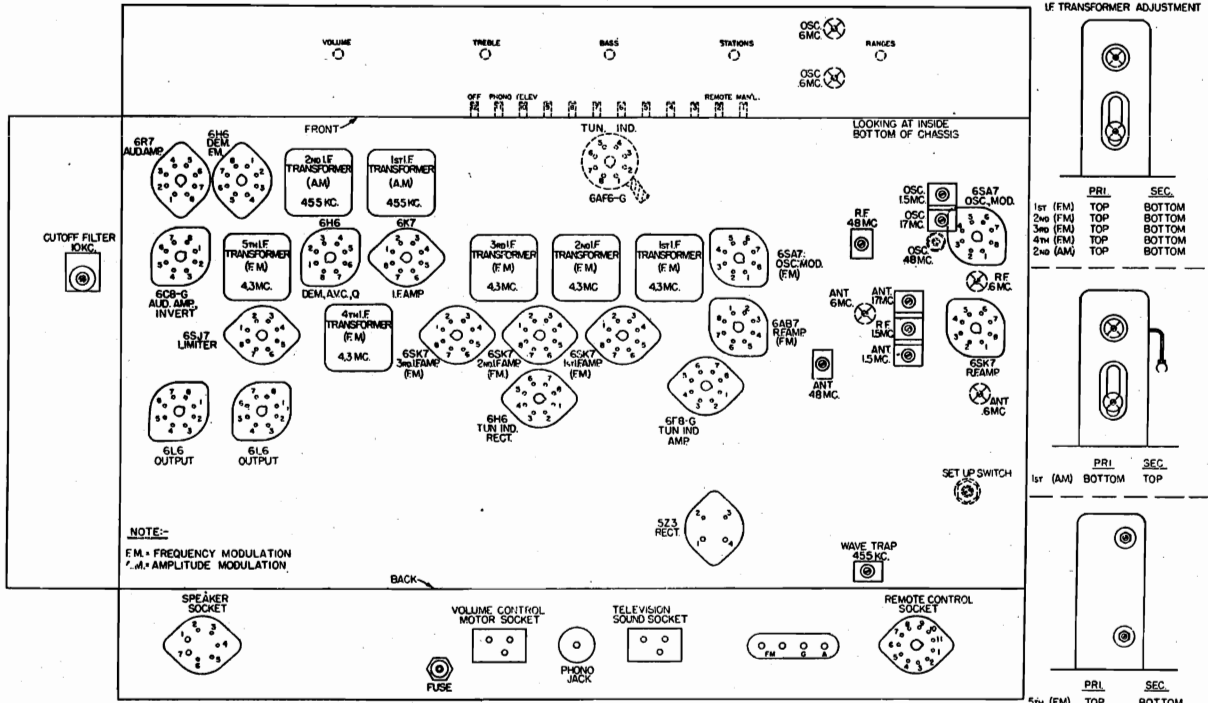 I.F. TRANSFORMER ADJUSTMENT
OSC.
6MC.
VOLUME
TREBLE
BASS
STATIONS
RANGES
OSC
.6MC.
OFF PHONO TELEV
REMOTE MAN'L.
FRONT
TUN. IND.
LOOKING AT INSIDE
BOTTOM OF CHASSIS
6R7
AUD.AMP.
6H6
DEM.
F.M.
2ND I.F.
TRANSFORMER
(A.M)
455 KC.
1ST I.F.
TRANSFORMER
(A.M)
455 KC.
6AF6-G
OSC.
1.5MC.
OSC
17MC.
OSC
48MC.
6SA7
OSC.,MOD.
R.F.
48 MC.
CUTOFF FILTER
10KC.
5TH I.F.
TRANSFORMER
(F.M)
4.3 MC.
6H6
DEM., A.V.C., Q
6K7
I.F. AMP
3RD I.F.
TRANSFORMER
(F.M)
4.3 MC.
2ND I.F.
TRANSFORMER
(F.M)
4.3 MC.
1ST I.F.
TRANSFORMER
(F.M)
4.3 MC.
6SA7:
OSC:MOD.
(F.M)
R.F.
.6MC.
6C8-G
AUD. AMP,
INVERT
ANT
6MC.
ANT.
17MC
R.F.
1.5MC
ANT.
1.5 MC.
6SJ7
LIMITER
4TH I.F.
TRANSFORMER
(F.M)
4.3 MC.
6SK7
3RD I.F.AMP
(F.M)
6SK7
2ND I.F.AMP
(F.M)
6SK7
1ST I.F.AMP
(F.M)
6AB7
R.F.AMP
(FM)
6SK7
R.F.AMP
ANT
48 MC.
ANT
.6MC
6L6
OUTPUT
6L6
OUTPUT
6H6
TUN IND.
RECT.
6F8-G
TUN IND
AMP.
SET UP SWITCH
5Z3
RECT.
WAVE TRAP
455 KC.
NOTE:-
F.M.= FREQUENCY MODULATION
.M.= AMPLITUDE MODULATION
BACK
SPEAKER
SOCKET
FUSE
VOLUME CONTROL
MOTOR SOCKET
PHONO
JACK
TELEVISION
SOUND SOCKET
FM G A
REMOTE CONTROL
SOCKET
PRI. SEC.
1ST (F.M) TOP BOTTOM
2ND (F.M) TOP BOTTOM
3RD (F.M) TOP BOTTOM
4TH (F.M) TOP BOTTOM
2ND (AM) TOP BOTTOM
PRI SEC.
1ST (AM) BOTTOM TOP
PRI. SEC.
5TH (FM) TOP BOTTOM